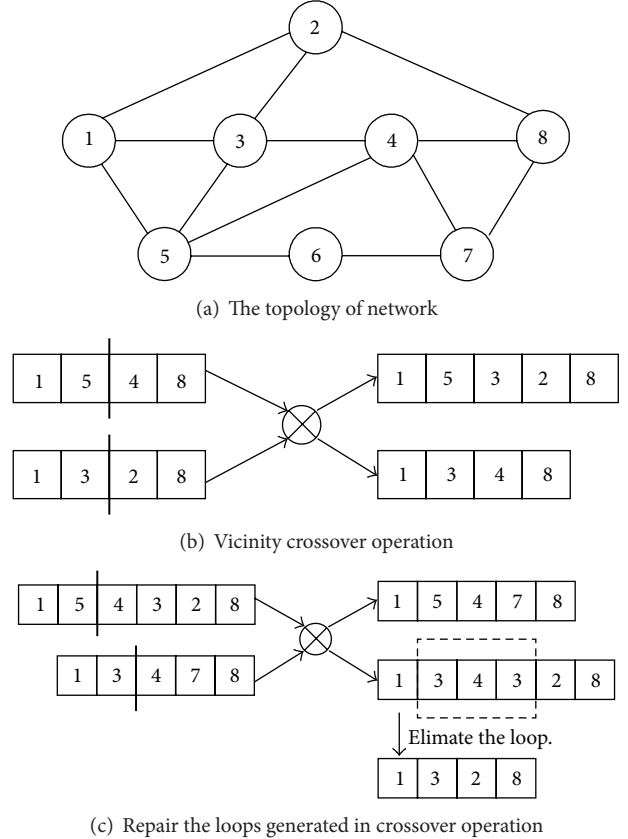 2
1 3 4 8
5 6 7
(a) The topology of network
1 5 4 8
1 5 3 2 8
1 3 2 8
1 3 4 8
(b) Vicinity crossover operation
1 5 4 3 2 8
1 5 4 7 8
1 3 4 7 8
1 3 4 3 2 8
Elimate the loop.
1 3 2 8
(c) Repair the loops generated in crossover operation